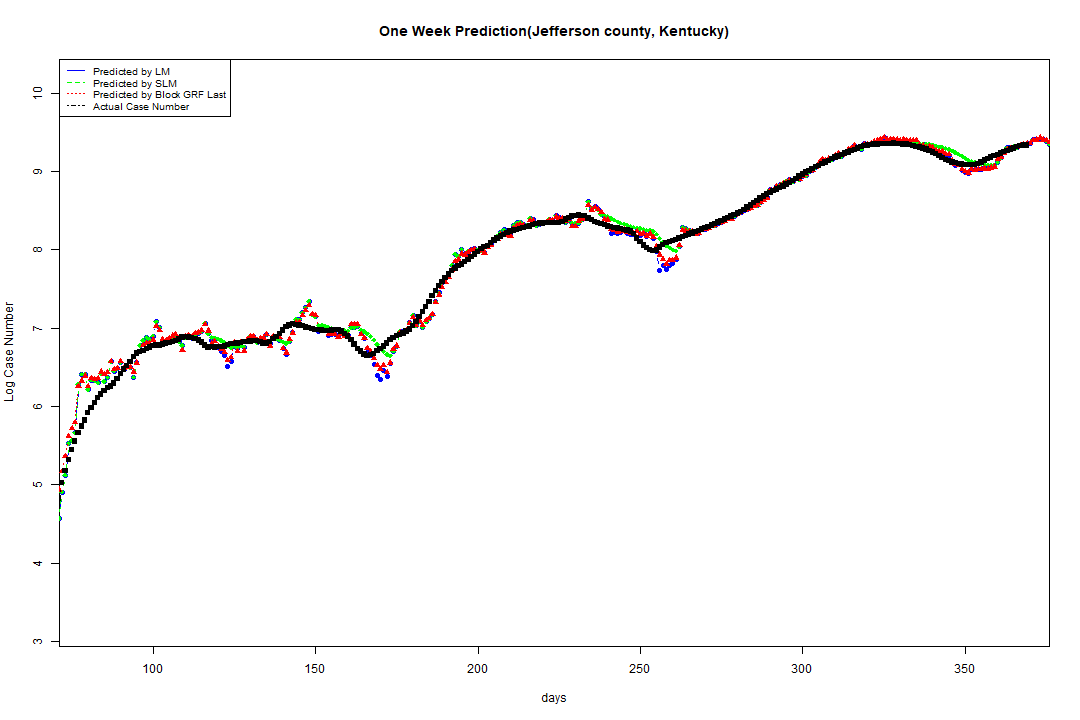 One Week Prediction(Jefferson county, Kentucky)
Predicted by LM
Predicted by SLM
Predicted by Block GRF Last
Actual Case Number
10
9
8
7
6
5
4
3
Log Case Number
100 150 200 250 300 350
days